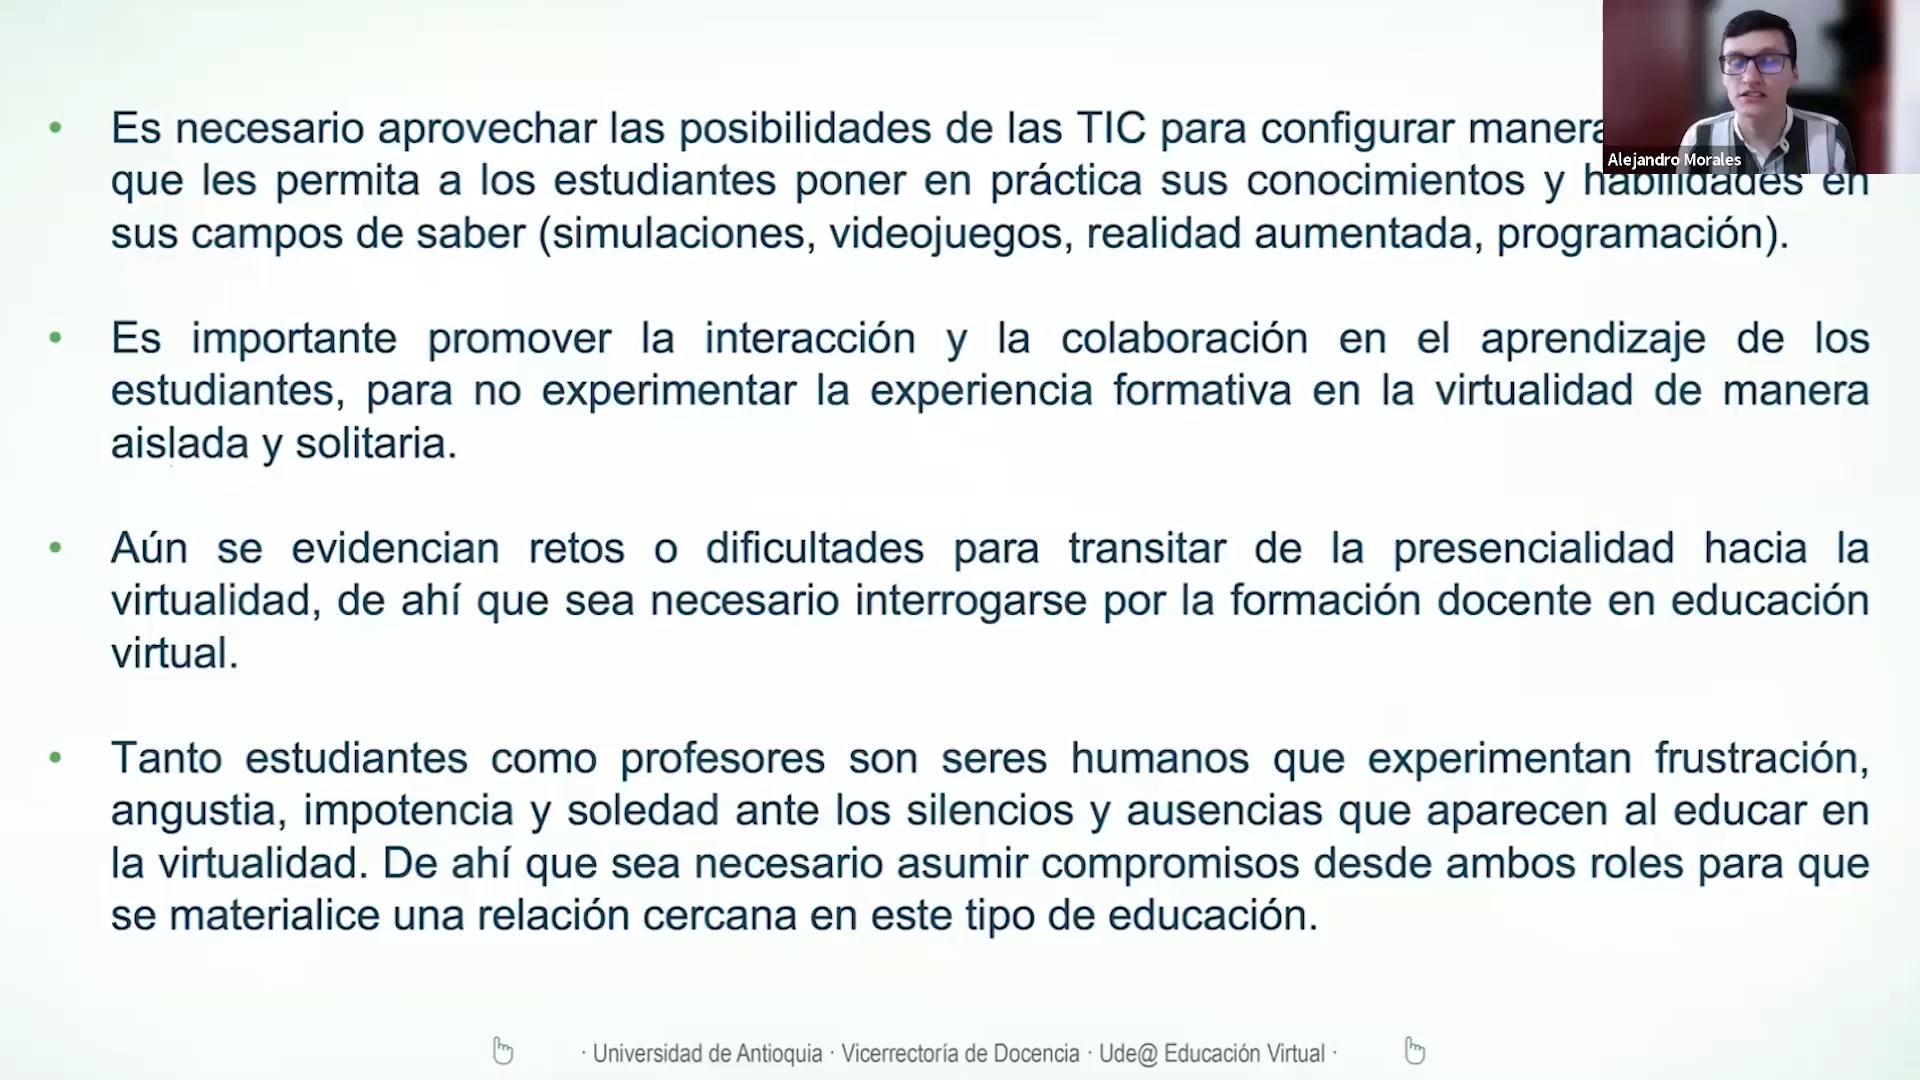 • Es necesario aprovechar las posibilidades de las TIC para configurar manera
Alejandro Morales
que les permita a los estudiantes poner en práctica sus conocimientos y habilidades en
sus campos de saber (simulaciones, videojuegos, realidad aumentada, programación).
• Es importante promover la interacción y la colaboración en el aprendizaje de los
estudiantes, para no experimentar la experiencia formativa en la virtualidad de manera
aislada y solitaria.
• Aún se evidencian retos o dificultades para transitar de la presencialidad hacia la
virtualidad, de ahí que sea necesario interrogarse por la formación docente en educación
virtual.
• Tanto estudiantes como profesores son seres humanos que experimentan frustración,
angustia, impotencia y soledad ante los silencios y ausencias que aparecen al educar en
la virtualidad. De ahí que sea necesario asumir compromisos desde ambos roles para que
se materialice una relación cercana en este tipo de educación.
· Universidad de Antioquia · Vicerrectoría de Docencia · Ude@ Educación Virtual ·